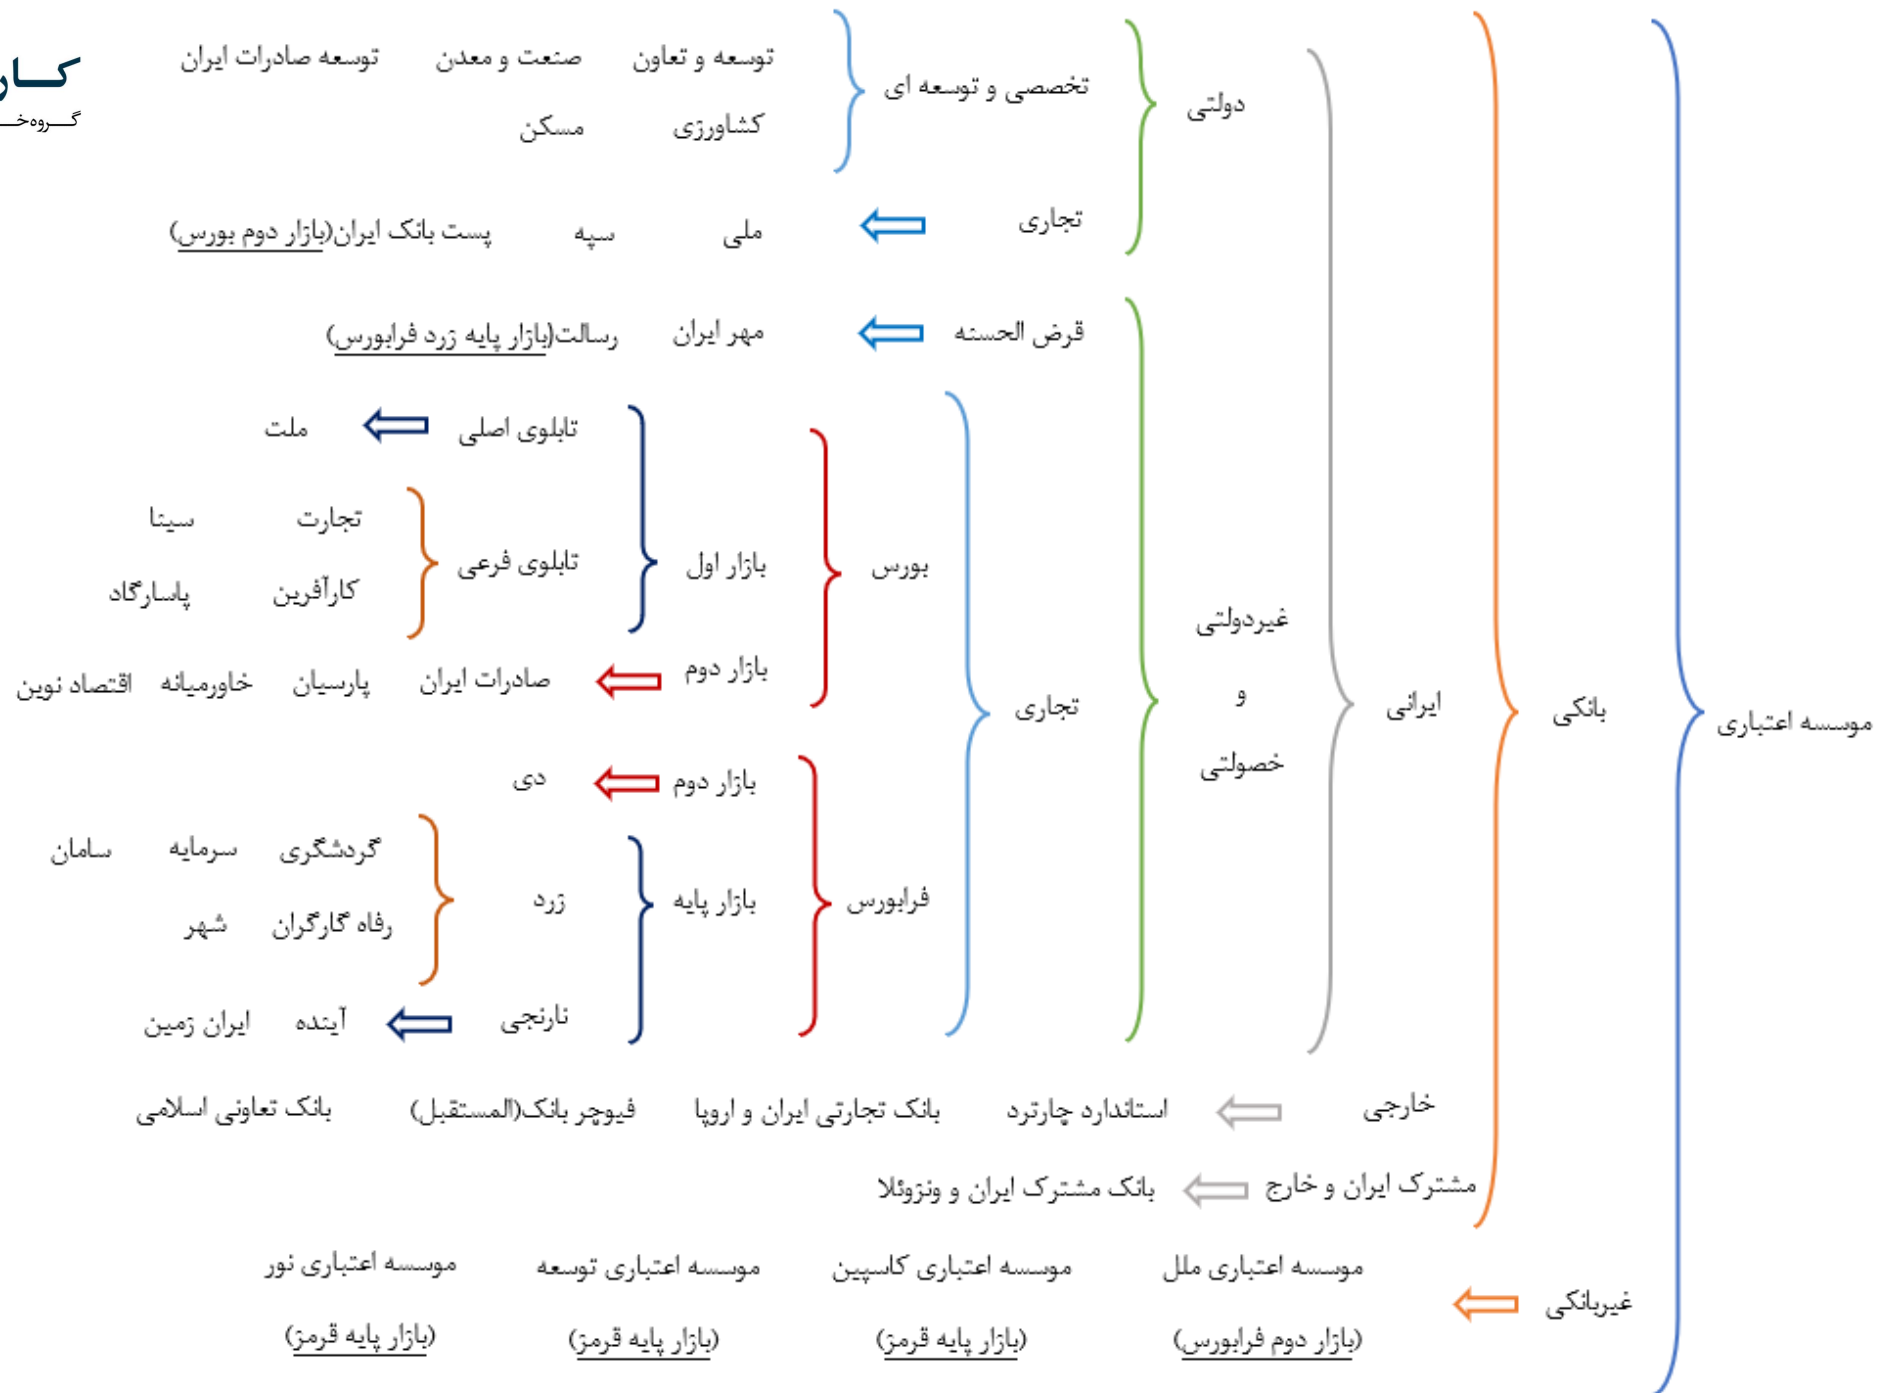 کـــار
گـــروه خـــ
توسعه و تعاون صنعت و معدن توسعه صادرات ایران
تخصصی و توسعه ای
دولتی
کشاورزی مسکن
تجاری ملی سپه پست بانک ایران(بازار دوم بورس)
قرض الحسنه مهر ایران رسالت(بازار پایه زرد فرابورس)
تابلوی اصلی ملت
تجارت سینا
بورس بازار اول تابلوی فرعی
کارآفرین پاسارگاد
بازار دوم صادرات ایران پارسیان خاورمیانه اقتصاد نوین
غیردولتی
و
خصولتی
موسسه اعتباری بانکی ایرانی تجاری
بازار دوم دی
گردشگری سرمایه سامان
فرابورس بازار پایه زرد
رفاه گارگران شهر
نارنجی آینده ایران زمین
خارجی استاندارد چارترد بانک تجارتی ایران و اروپا فیوچر بانک(المستقبل) بانک تعاونی اسلامی
مشترک ایران و خارج بانک مشترک ایران و ونزوئلا
موسسه اعتباری ملل موسسه اعتباری کاسپین موسسه اعتباری توسعه موسسه اعتباری نور
غیربانکی
(بازار دوم فرابورس) (بازار پایه قرمز) (بازار پایه قرمز) (بازار پایه قرمز)